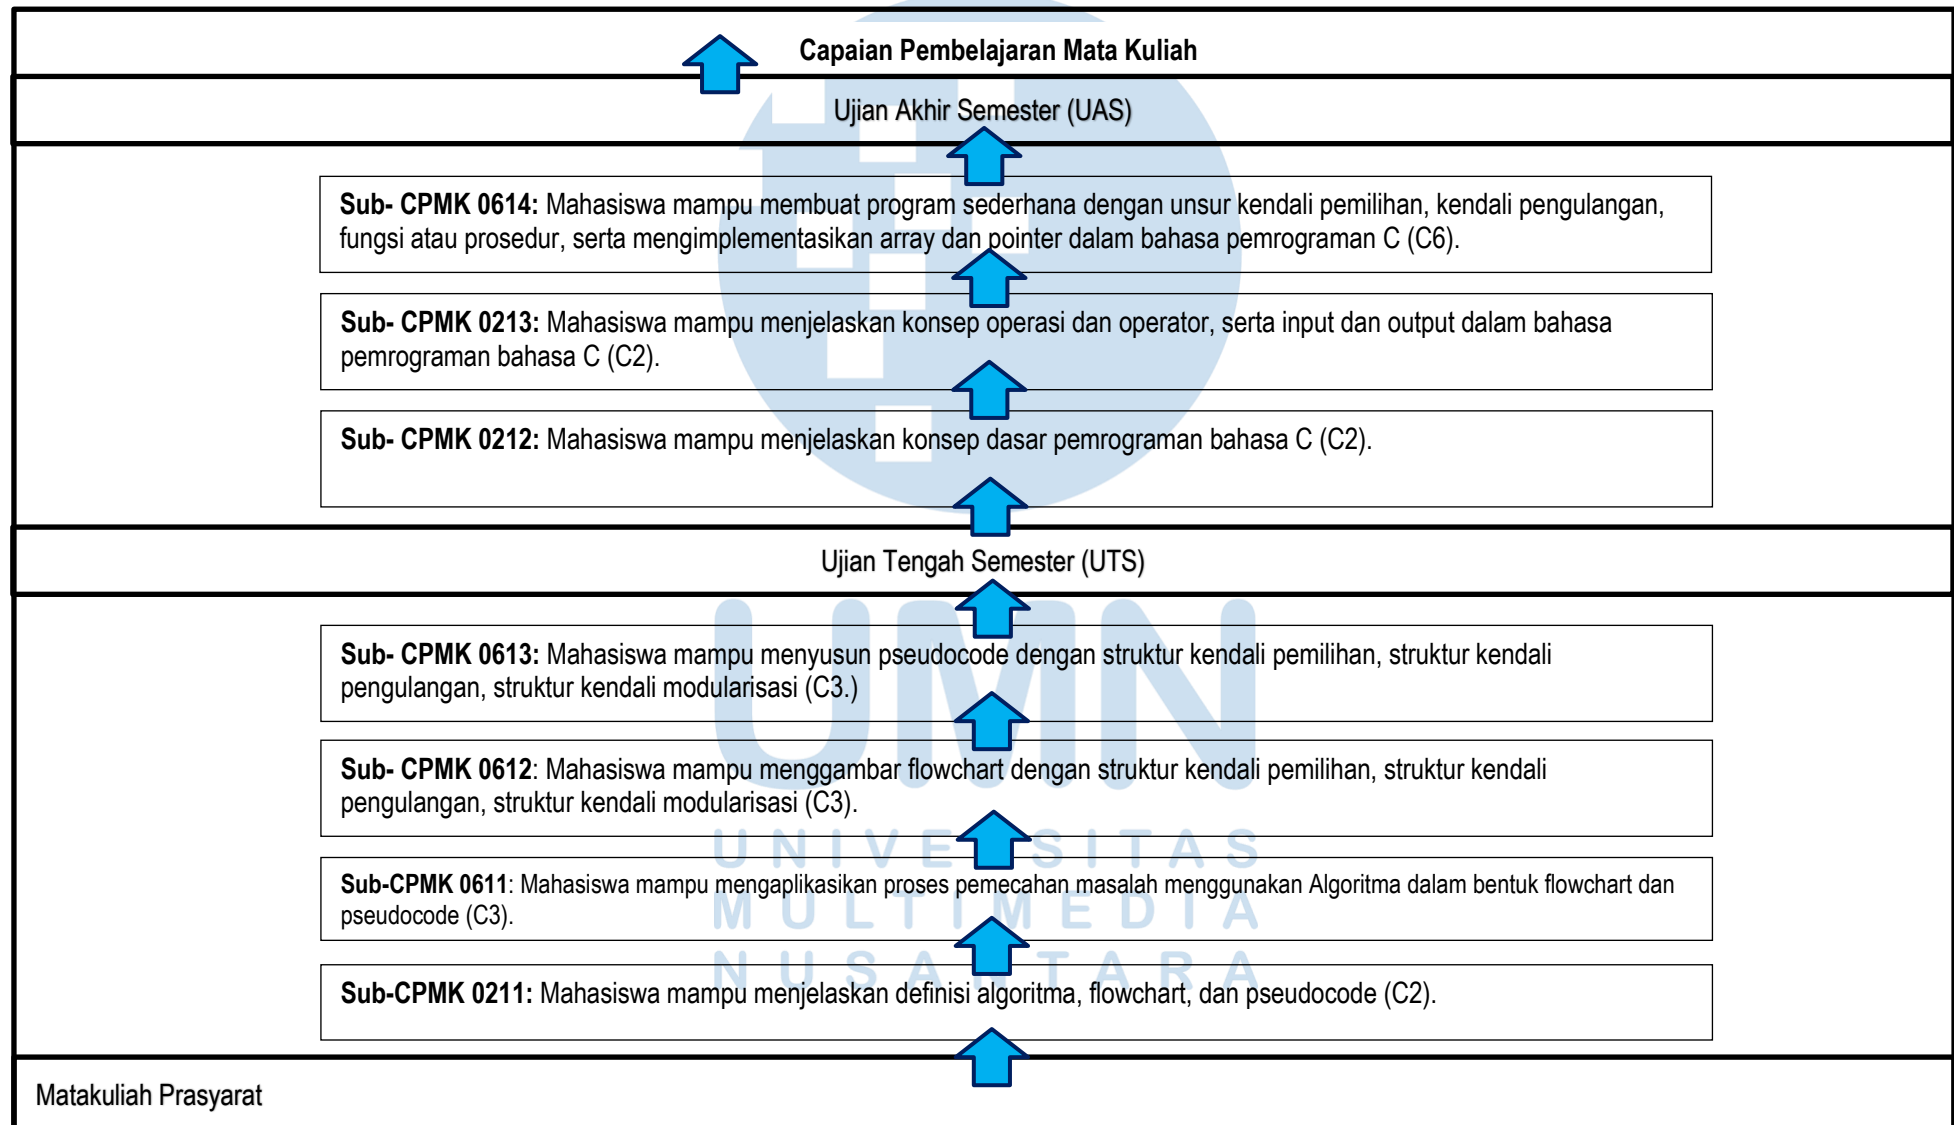 Capaian Pembelajaran Mata Kuliah
Ujian Akhir Semester (UAS)
Sub- CPMK 0614: Mahasiswa mampu membuat program sederhana dengan unsur kendali pemilihan, kendali pengulangan,
fungsi atau prosedur, serta mengimplementasikan array dan pointer dalam bahasa pemrograman C (C6).
Sub- CPMK 0213: Mahasiswa mampu menjelaskan konsep operasi dan operator, serta input dan output dalam bahasa
pemrograman bahasa C (C2).
Sub- CPMK 0212: Mahasiswa mampu menjelaskan konsep dasar pemrograman bahasa C (C2).
Ujian Tengah Semester (UTS)
Sub- CPMK 0613: Mahasiswa mampu menyusun pseudocode dengan struktur kendali pemilihan, struktur kendali
pengulangan, struktur kendali modularisasi (C3.)
Sub- CPMK 0612: Mahasiswa mampu menggambar flowchart dengan struktur kendali pemilihan, struktur kendali
pengulangan, struktur kendali modularisasi (C3).
Sub-CPMK 0611: Mahasiswa mampu mengaplikasikan proses pemecahan masalah menggunakan Algoritma dalam bentuk flowchart dan
pseudocode (C3).
Sub-CPMK 0211: Mahasiswa mampu menjelaskan definisi algoritma, flowchart, dan pseudocode (C2).
Matakuliah Prasyarat
UMN
UNIVERSITAS
MULTIMEDIA
NUSANTARA